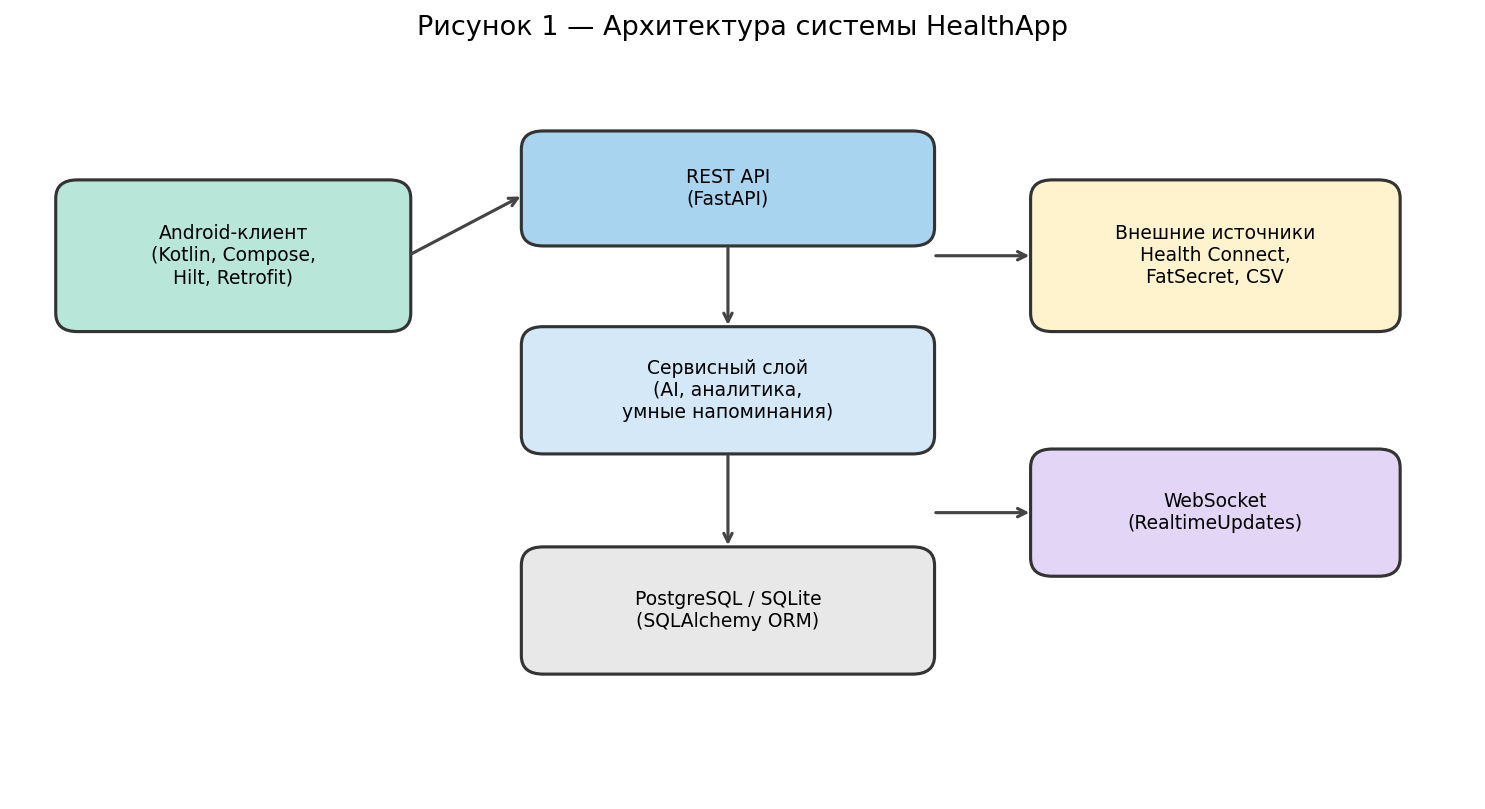 Рисунок 1 — Архитектура системы HealthApp
Android-клиент
(Kotlin, Compose,
Hilt, Retrofit)
REST API
(FastAPI)
Внешние источники
Health Connect,
FatSecret, CSV
Сервисный слой
(AI, аналитика,
умные напоминания)
WebSocket
(RealtimeUpdates)
PostgreSQL / SQLite
(SQLAlchemy ORM)